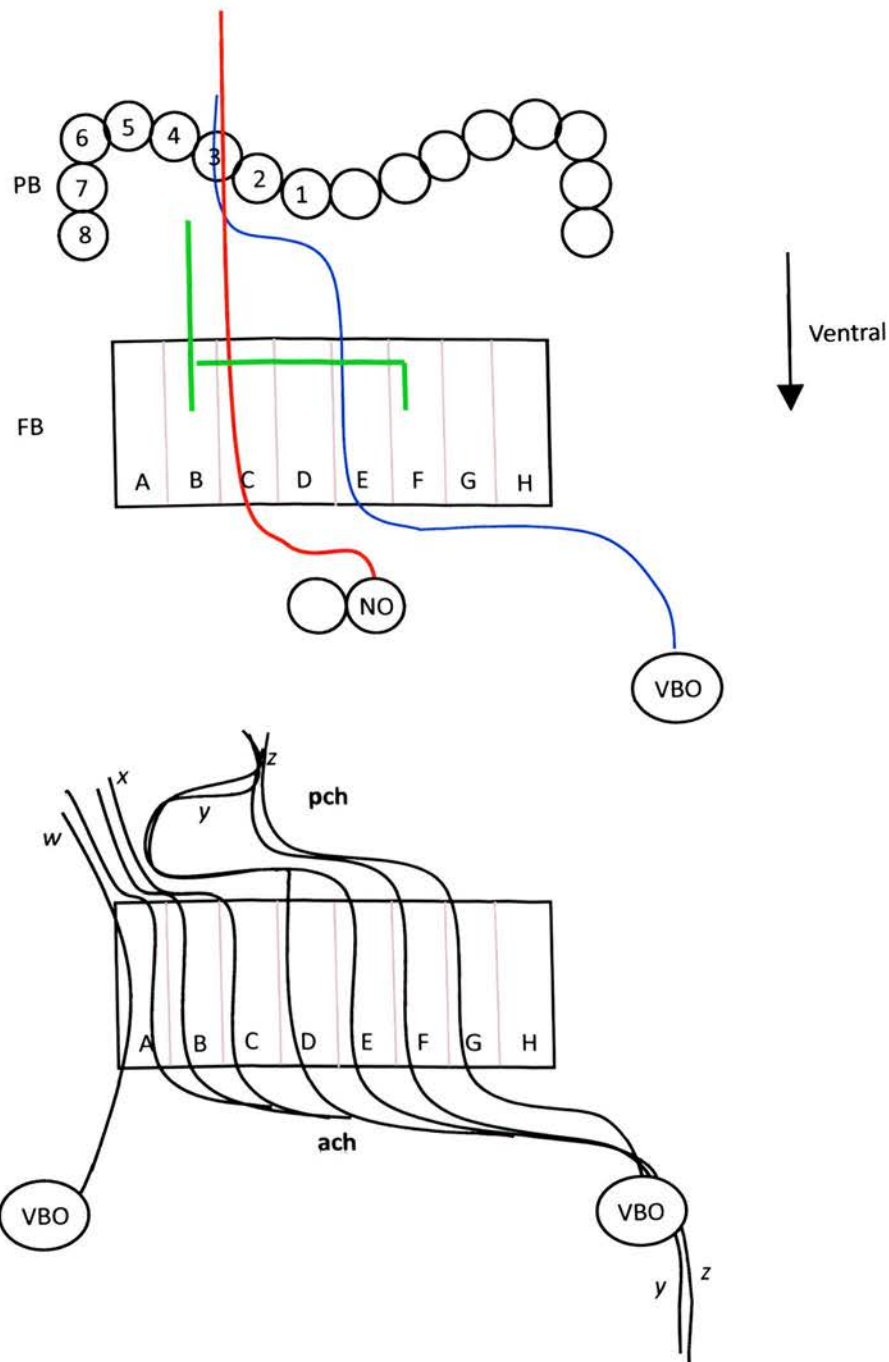 6 5 4 3 2 1
PB
7
8
Ventral
FB
A B C D E F G H
NO
VBO
x z
y pch
w
A B C D E F G H
ach
VBO VBO
y z